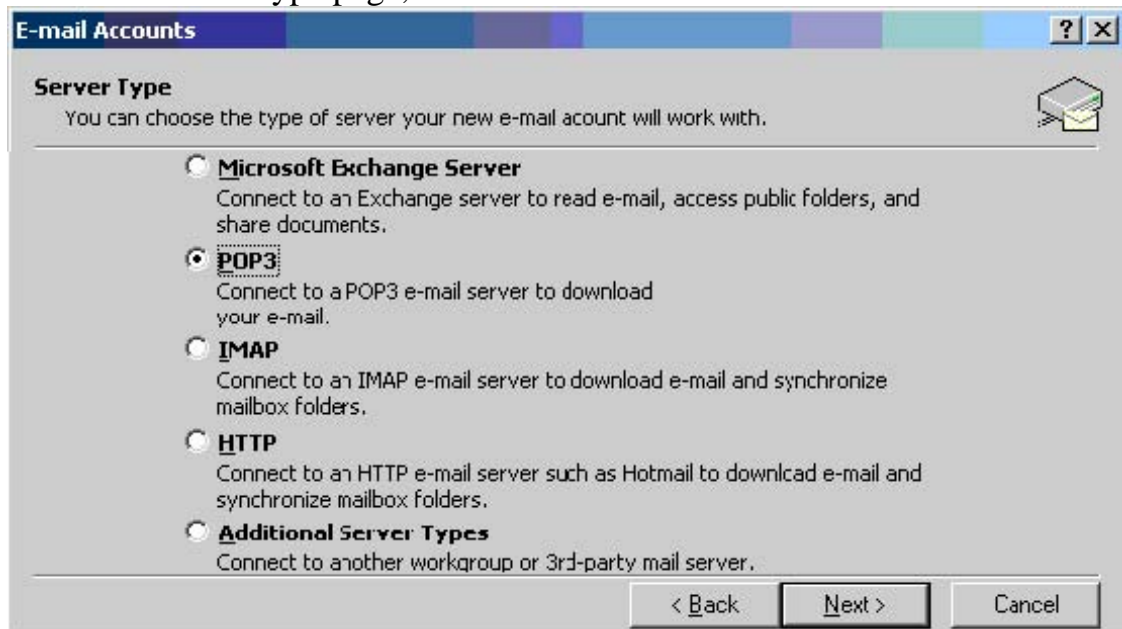 E-mail Accounts
Server Type
You can choose the type of server your new e-mail acount will work with.
Microsoft Exchange Server
Connect to an Exchange server to read e-mail, access public folders, and
share documents.
POP3
Connect to a POP3 e-mail server to download
your e-mail.
IMAP
Connect to an IMAP e-mail server to download e-mail and synchronize
mailbox folders.
HTTP
Connect to an HTTP e-mail server such as Hotmail to download e-mail and
synchronize mailbox folders.
Additional Server Types
Connect to another workgroup or 3rd-party mail server.
< Back
Next >
Cancel